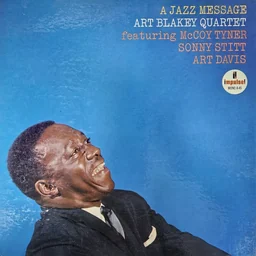 A JAZZ MESSAGE
ART BLAKEY QUARTET
featuring McCOY TYNER
SONNY STITT
ART DAVIS
impulse!